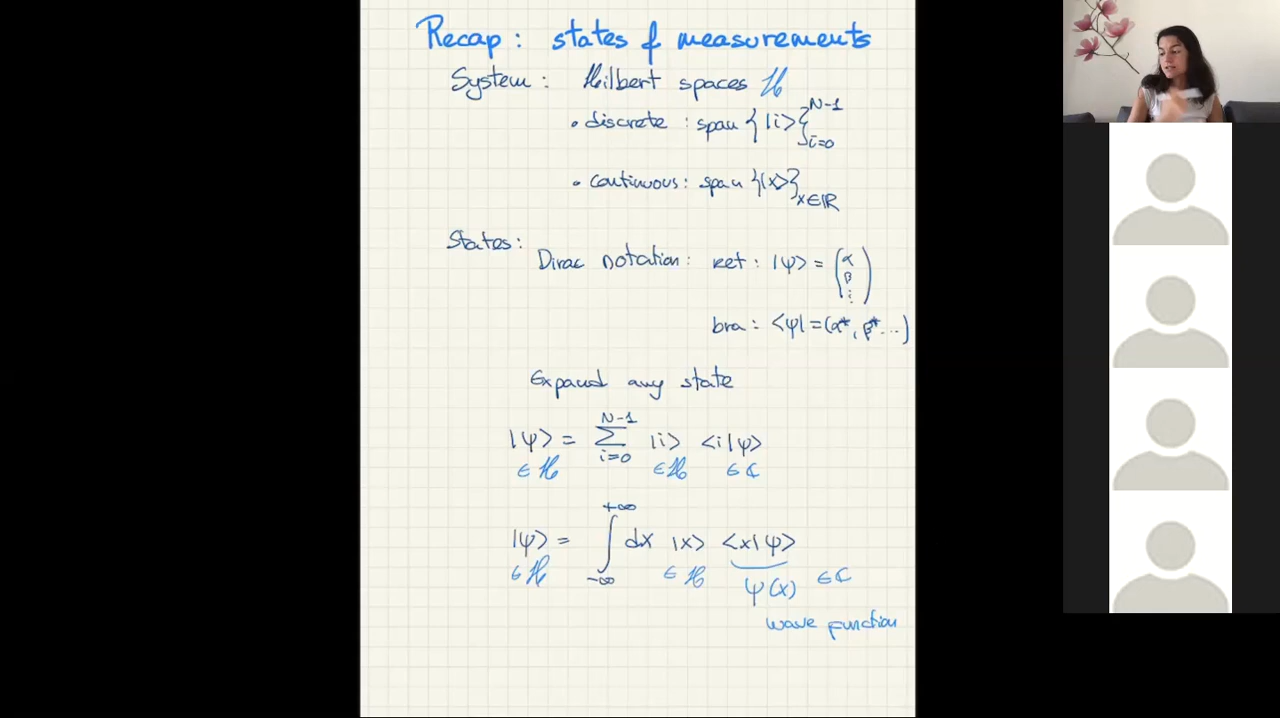 Recap: states & measurements
System: Hilbert spaces ℋ
• discrete: span {|i>}_{i=0}^{N-1}
• continuous: span {|x>}_{x∈ℝ}
States:
Dirac notation: ket: |ψ> = (α β ⋮)
bra: <ψ| = (α*, β* ...)
Expand any state
|ψ> = ∑_{i=0}^{N-1} |i> <i|ψ>
∈ ℋ ∈ ℋ ∈ ℂ
|ψ> = ∫_{-∞}^{+∞} dx |x> <x|ψ>
∈ ℋ ∈ ℋ ψ(x) ∈ ℂ
wave function